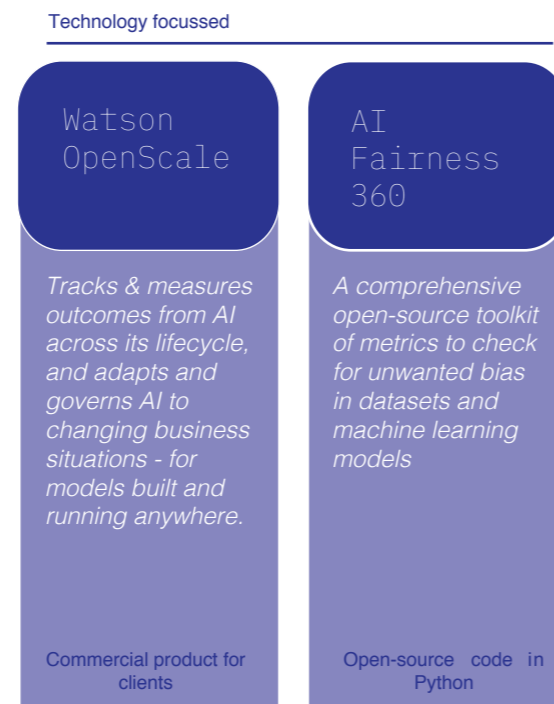 Technology focussed
Watson
OpenScale
Tracks & measures
outcomes from AI
across its lifecycle,
and adapts and
governs AI to
changing business
situations - for
models built and
running anywhere.
Commercial product for
clients
AI
Fairness
360
A comprehensive
open-source toolkit
of metrics to check
for unwanted bias
in datasets and
machine learning
models
Open-source code in
Python